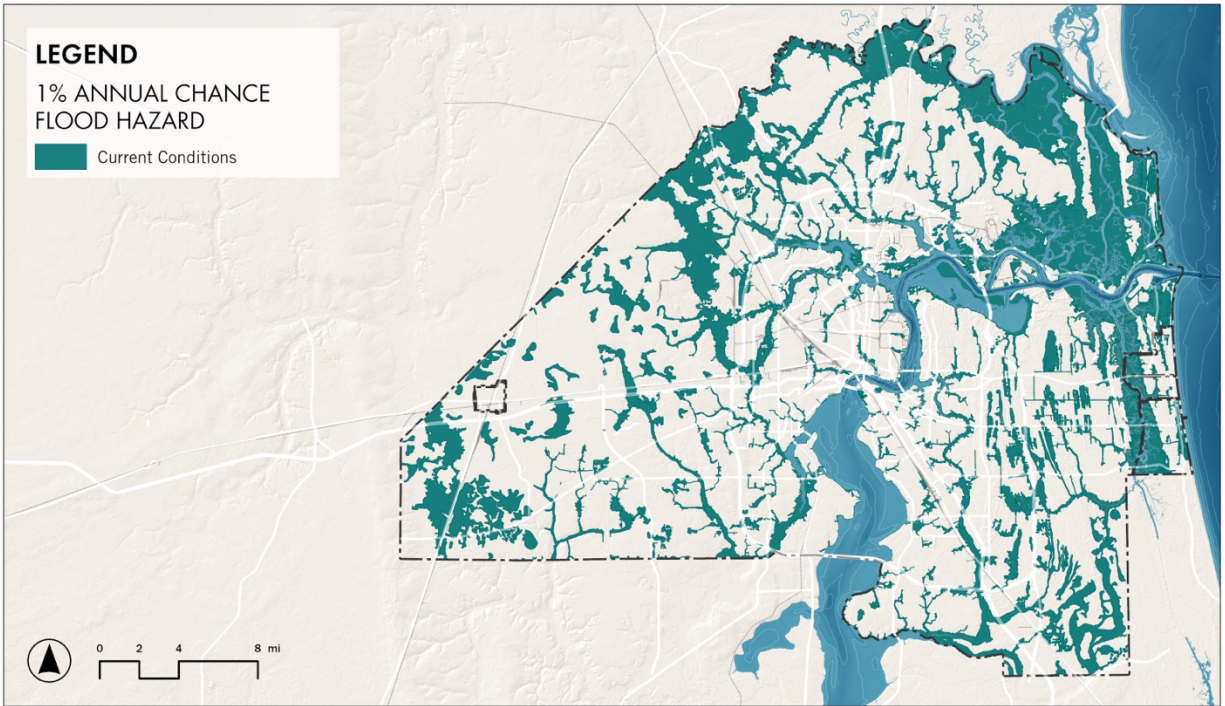 LEGEND
1% ANNUAL CHANCE
FLOOD HAZARD
Current Conditions
0 2 4 8 mi